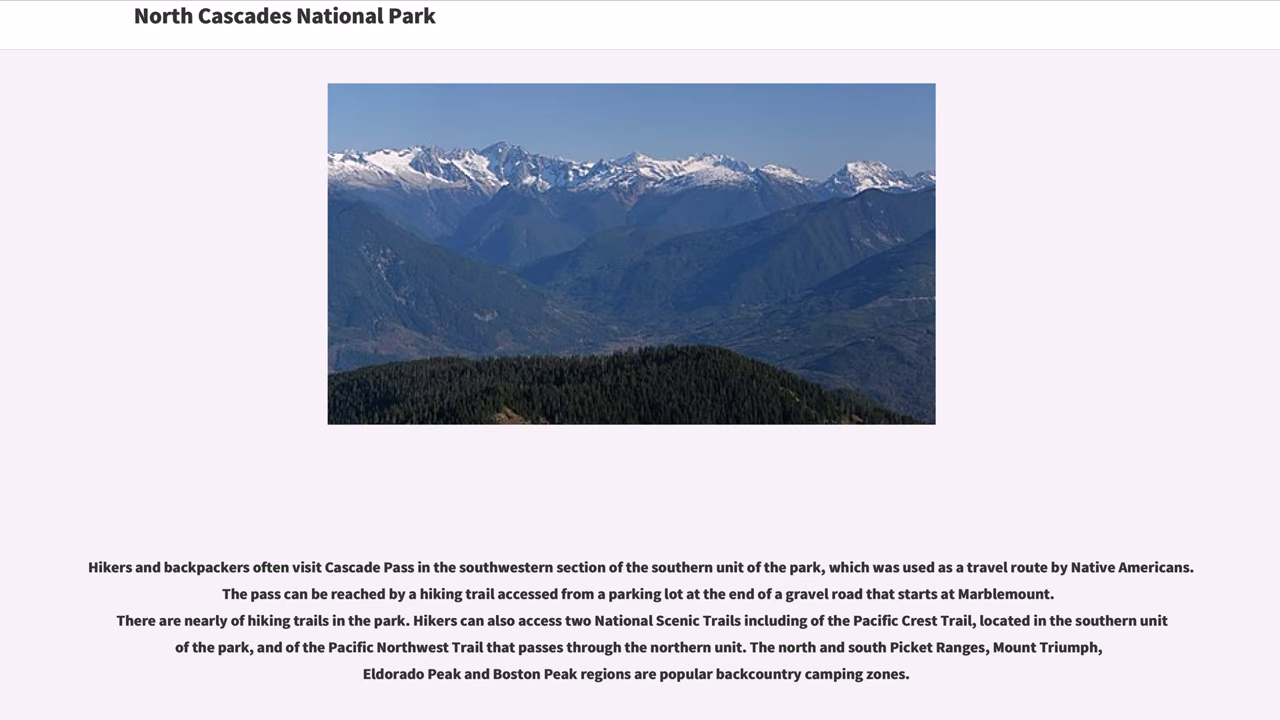 North Cascades National Park
Hikers and backpackers often visit Cascade Pass in the southwestern section of the southern unit of the park, which was used as a travel route by Native Americans.
The pass can be reached by a hiking trail accessed from a parking lot at the end of a gravel road that starts at Marblemount.
There are nearly of hiking trails in the park. Hikers can also access two National Scenic Trails including of the Pacific Crest Trail, located in the southern unit
of the park, and of the Pacific Northwest Trail that passes through the northern unit. The north and south Picket Ranges, Mount Triumph,
Eldorado Peak and Boston Peak regions are popular backcountry camping zones.